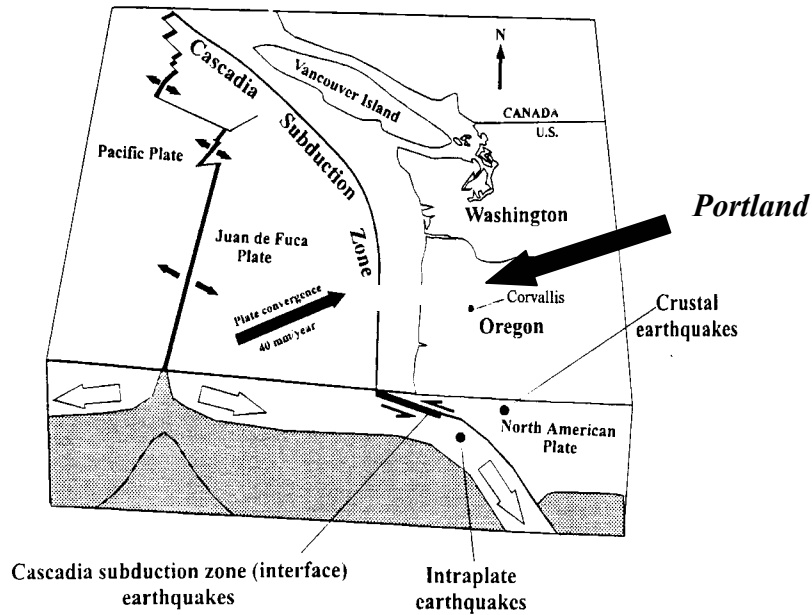 Cascadia
Subduction
Zone
N
Vancouver Island
CANADA
U.S.
Pacific Plate
Washington
Portland
Juan de Fuca
Plate
Plate convergence
40 mm/year
Corvallis
Oregon
Crustal
earthquakes
North American
Plate
Cascadia subduction zone (interface)
earthquakes
Intraplate
earthquakes